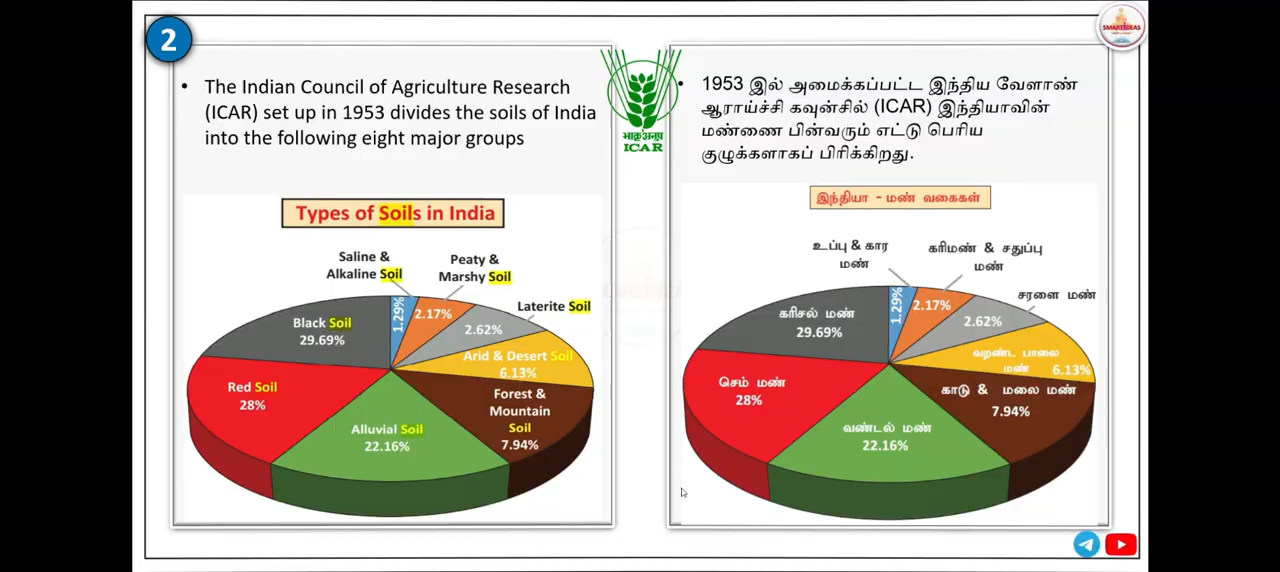 2
SMART IDEAS
• The Indian Council of Agriculture Research
(ICAR) set up in 1953 divides the soils of India
into the following eight major groups
भाकृअनुप
ICAR
• 1953 இல் அமைக்கப்பட்ட இந்திய வேளாண்
ஆராய்ச்சி கவுன்சில் (ICAR) இந்தியாவின்
மண்ணை பின்வரும் எட்டு பெரிய
குழுக்களாகப் பிரிக்கிறது.
Types of Soils in India
Saline &
Alkaline Soil
Peaty &
Marshy Soil
Laterite Soil
1.29%
2.17%
2.62%
Black Soil
29.69%
Arid & Desert Soil
6.13%
Red Soil
28%
Forest &
Mountain
Soil
7.94%
Alluvial Soil
22.16%
இந்தியா - மண் வகைகள்
உப்பு & கார
மண்
கரிமண் & சதுப்பு
மண்
சரளை மண்
1.29%
2.17%
2.62%
கரிசல் மண்
29.69%
வறண்ட பாலை
மண்
6.13%
செம் மண்
28%
காடு & மலை மண்
7.94%
வண்டல் மண்
22.16%